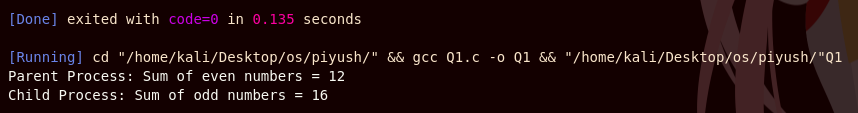 [Done] exited with code=0 in 0.135 seconds
[Running] cd "/home/kali/Desktop/os/piyush/" && gcc Q1.c -o Q1 && "/home/kali/Desktop/os/piyush/"Q1
Parent Process: Sum of even numbers = 12
Child Process: Sum of odd numbers = 16